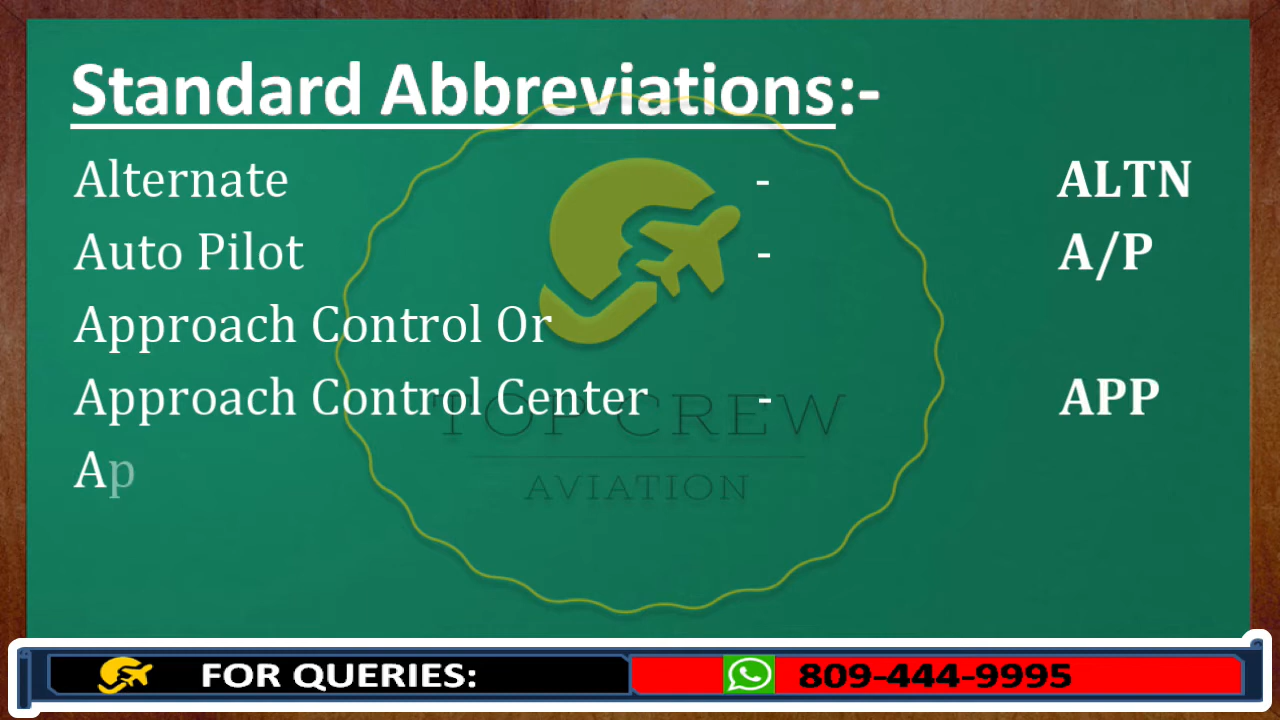 Standard Abbreviations:-
Alternate - ALTN
Auto Pilot - A/P
Approach Control Or
Approach Control Center - APP
Ap
TOP CREW
AVIATION
FOR QUERIES: 809-444-9995